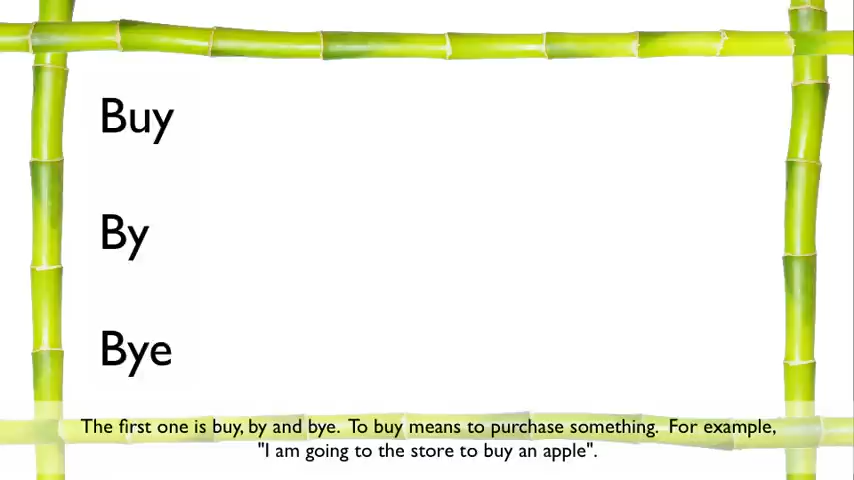 Buy
By
Bye
The first one is buy, by and bye. To buy means to purchase something. For example,
"I am going to the store to buy an apple".